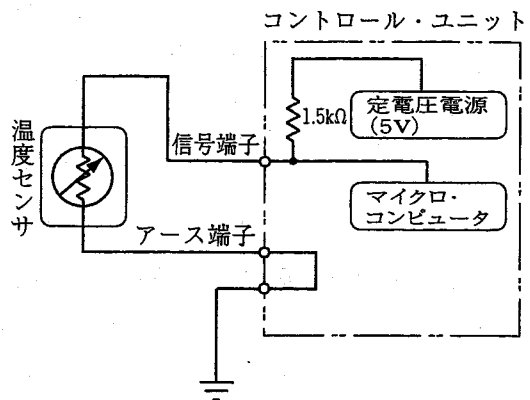 コントロール・ユニット
1.5kΩ
定電圧電源
(5V)
温度センサ
信号端子
マイクロ・
コンピュータ
アース端子